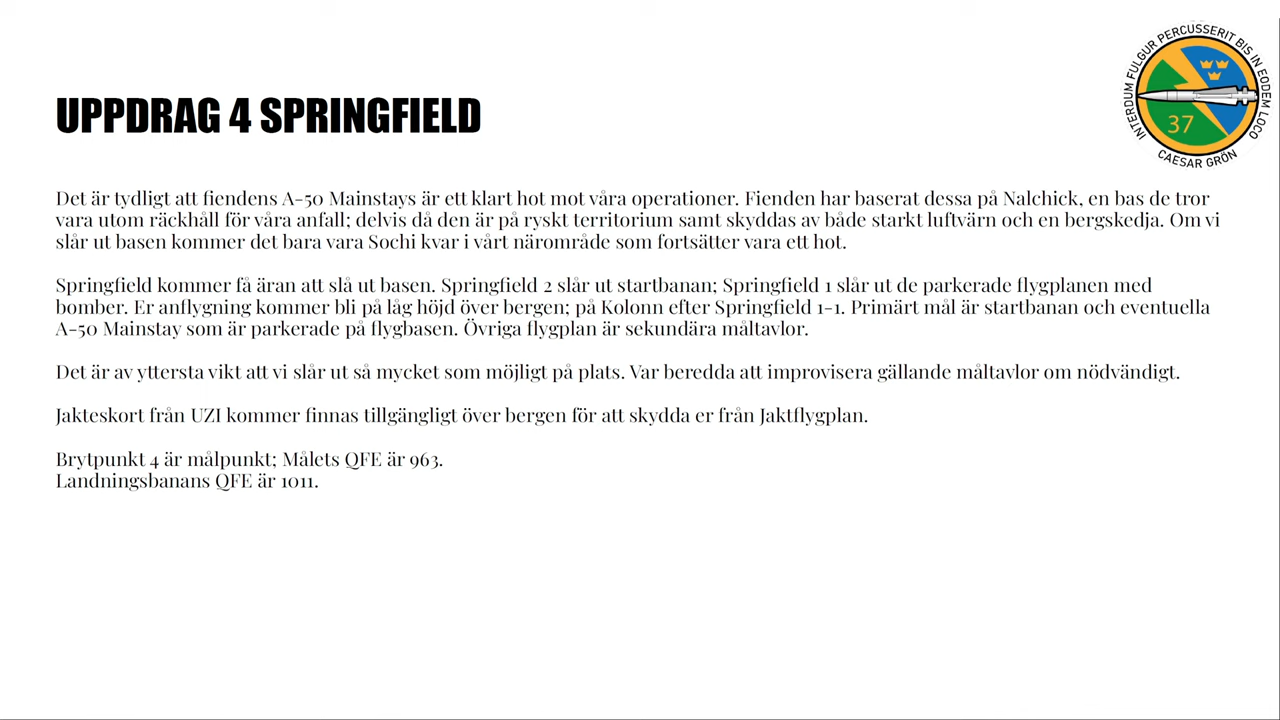 INTERDUM FULGUR PERCUSSERIT BIS IN EODEM LOCO
37
CAESAR GRÖN
UPPDRAG 4 SPRINGFIELD
Det är tydligt att fiendens A-50 Mainstays är ett klart hot mot våra operationer. Fienden har baserat dessa på Nalchick, en bas de tror
vara utom räckhåll för våra anfall; delvis då den är på ryskt territorium samt skyddas av både starkt luftvärn och en bergskedja. Om vi
slår ut basen kommer det bara vara Sochi kvar i vårt närområde som fortsätter vara ett hot.
Springfield kommer få äran att slå ut basen. Springfield 2 slår ut startbanan; Springfield 1 slår ut de parkerade flygplanen med
bomber. Er anflygning kommer bli på låg höjd över bergen; på Kolonn efter Springfield 1-1. Primärt mål är startbanan och eventuella
A-50 Mainstay som är parkerade på flygbasen. Övriga flygplan är sekundära måltavlor.
Det är av yttersta vikt att vi slår ut så mycket som möjligt på plats. Var beredda att improvisera gällande måltavlor om nödvändigt.
Jakteskort från UZI kommer finnas tillgängligt över bergen för att skydda er från Jaktflygplan.
Brytpunkt 4 är målpunkt; Målets QFE är 963.
Landningsbanans QFE är 1011.